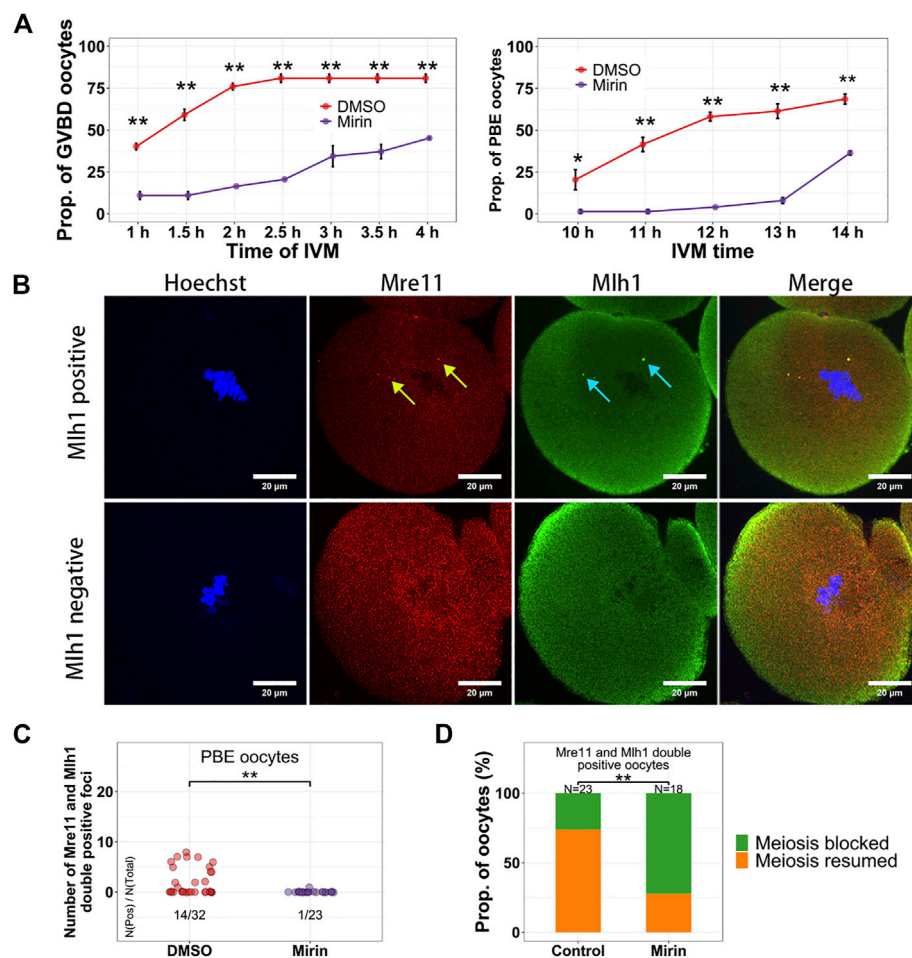 A
Prop. of GVBD oocytes
100
75
50
25
0
** ** ** ** ** ** **
DMSO
Mirin
1 h 1.5 h 2 h 2.5 h 3 h 3.5 h 4 h
Time of IVM
Prop. of PBE oocytes
100
75
50
25
0
* ** ** ** **
DMSO
Mirin
10 h 11 h 12 h 13 h 14 h
IVM time
B
Hoechst Mre11 Mlh1 Merge
Mlh1 positive
20 µm 20 µm 20 µm 20 µm
Mlh1 negative
20 µm 20 µm 20 µm 20 µm
C
Number of Mre11 and Mlh1
double positive foci
20
10
0
PBE oocytes
**
N(Pos) / N(Total)
14/32 1/23
DMSO Mirin
D
Prop. of oocytes (%)
100
50
0
Mre11 and Mlh1 double
positive oocytes
**
N=23 N=18
Control Mirin
Meiosis blocked
Meiosis resumed